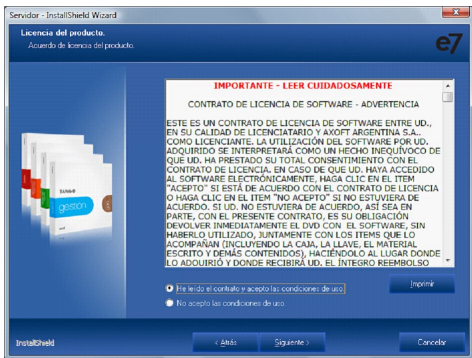 Servidor - InstallShield Wizard
Licencia del producto.
Acuerdo de licencia del producto.
e7
IMPORTANTE - LEER CUIDADOSAMENTE
CONTRATO DE LICENCIA DE SOFTWARE - ADVERTENCIA
ESTE ES UN CONTRATO DE LICENCIA DE SOFTWARE ENTRE UD.,
EN SU CALIDAD DE LICENCIATARIO Y AXOFT ARGENTINA S.A..
COMO LICENCIANTE. LA UTILIZACIÓN DEL SOFTWARE POR UD.
ADQUIRIDO SE INTERPRETARÁ COMO UN HECHO INEQUÍVOCO DE
QUE UD. HA PRESTADO SU TOTAL CONSENTIMIENTO CON EL
CONTRATO DE LICENCIA. EN CASO DE QUE UD. HAYA ACCEDIDO
AL SOFTWARE ELECTRÓNICAMENTE, HAGA CLIC EN EL ITEM
"ACEPTO" SI ESTÁ DE ACUERDO CON EL CONTRATO DE LICENCIA
O HAGA CLIC EN EL ITEM "NO ACEPTO" SI NO ESTUVIERA DE
ACUERDO. SI UD. NO ESTUVIERA DE ACUERDO, ASÍ SEA EN
PARTE, CON EL PRESENTE CONTRATO, ES SU OBLIGACIÓN
DEVOLVER INMEDIATAMENTE EL DVD CON EL SOFTWARE, SIN
HABERLO UTILIZADO, JUNTAMENTE CON LOS ITEMS QUE LO
ACOMPAÑAN (INCLUYENDO LA CAJA, LA LLAVE, EL MATERIAL
ESCRITO Y DEMÁS CONTENIDOS), HACIÉNDOLO AL LUGAR DONDE
LO ADQUIRIÓ Y DONDE RECIBIRÁ UD. EL ÍNTEGRO REEMBOLSO
TANGO
gestión
He leído el contrato y acepto las condiciones de uso.
Imprimir
No acepto las condiciones de uso.
InstallShield
< Atrás
Siguiente >
Cancelar